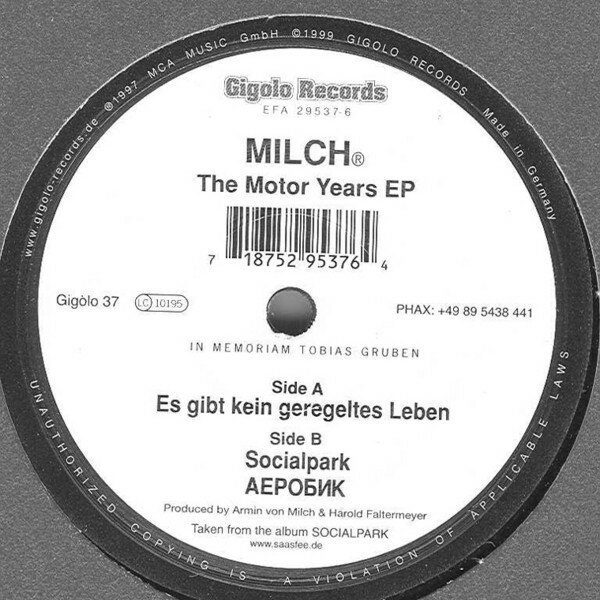 www.gigolo-records.de ℗1997 MCA MUSIC GmbH ©1999 GIGOLO RECORDS Made in Germany
Gigolo Records
EFA 29537-6
MILCH®
The Motor Years EP
7 18752 95376 4
Gigòlo 37 LC 10195 PHAX: +49 89 5438 441
IN MEMORIAM TOBIAS GRUBEN
Side A
Es gibt kein geregeltes Leben
Side B
Socialpark
АЕРОБИК
Produced by Armin von Milch & Harold Faltermeyer
Taken from the album SOCIALPARK
www.saasfee.de
UNAUTHORIZED COPYING IS A VIOLATION OF APPLICABLE LAWS